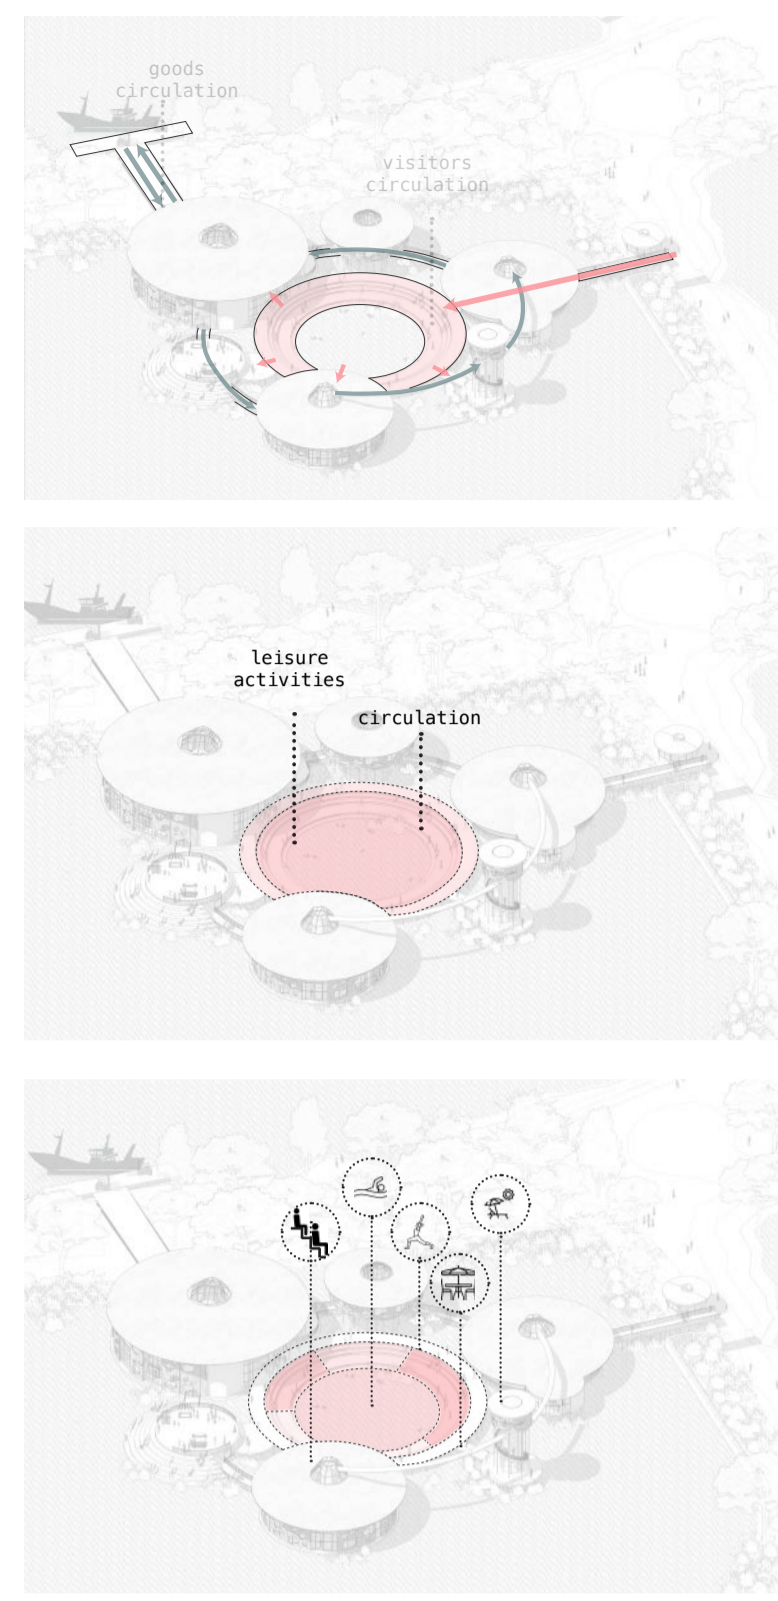 goods
circulation
visitors
circulation
leisure
activities
circulation